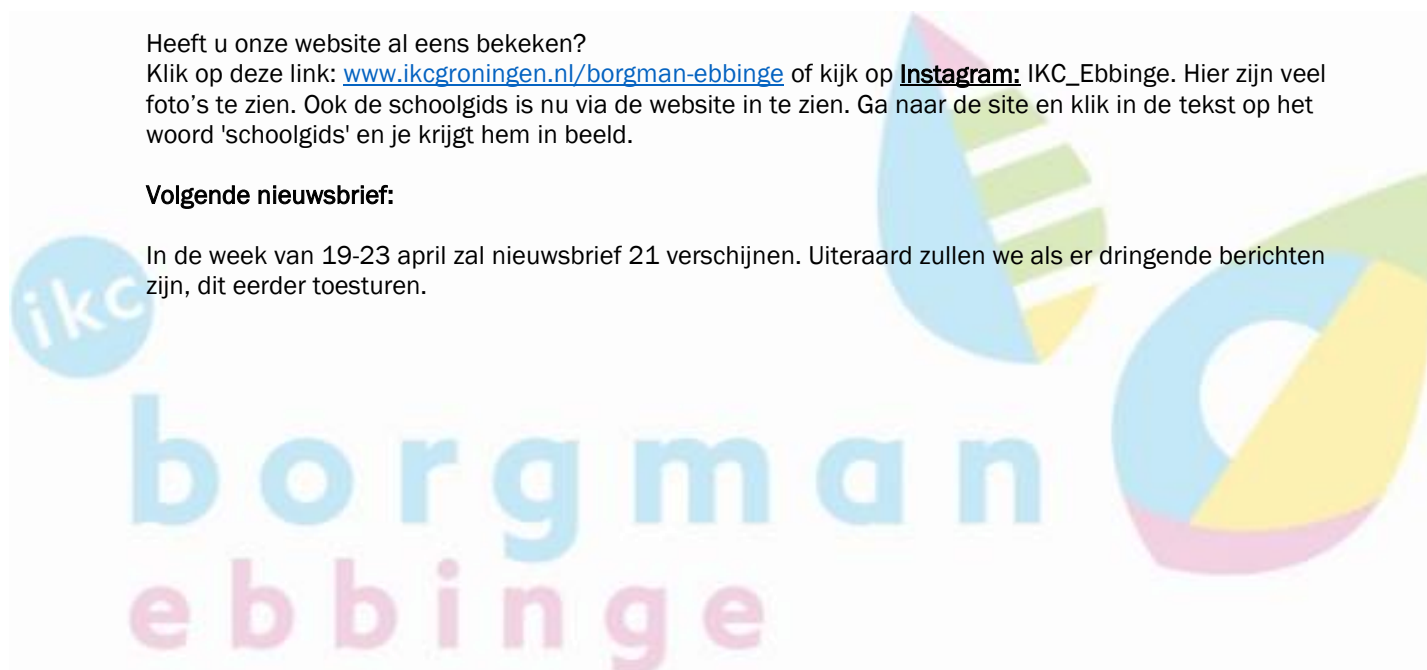 Heeft u onze website al eens bekeken?
Klik op deze link: www.ikcgroningen.nl/borgman-ebbinge of kijk op Instagram: IKC_Ebbinge. Hier zijn veel
foto’s te zien. Ook de schoolgids is nu via de website in te zien. Ga naar de site en klik in de tekst op het
woord 'schoolgids' en je krijgt hem in beeld.
Volgende nieuwsbrief:
In de week van 19-23 april zal nieuwsbrief 21 verschijnen. Uiteraard zullen we als er dringende berichten
zijn, dit eerder toesturen.
ikc
borgman
ebbinge